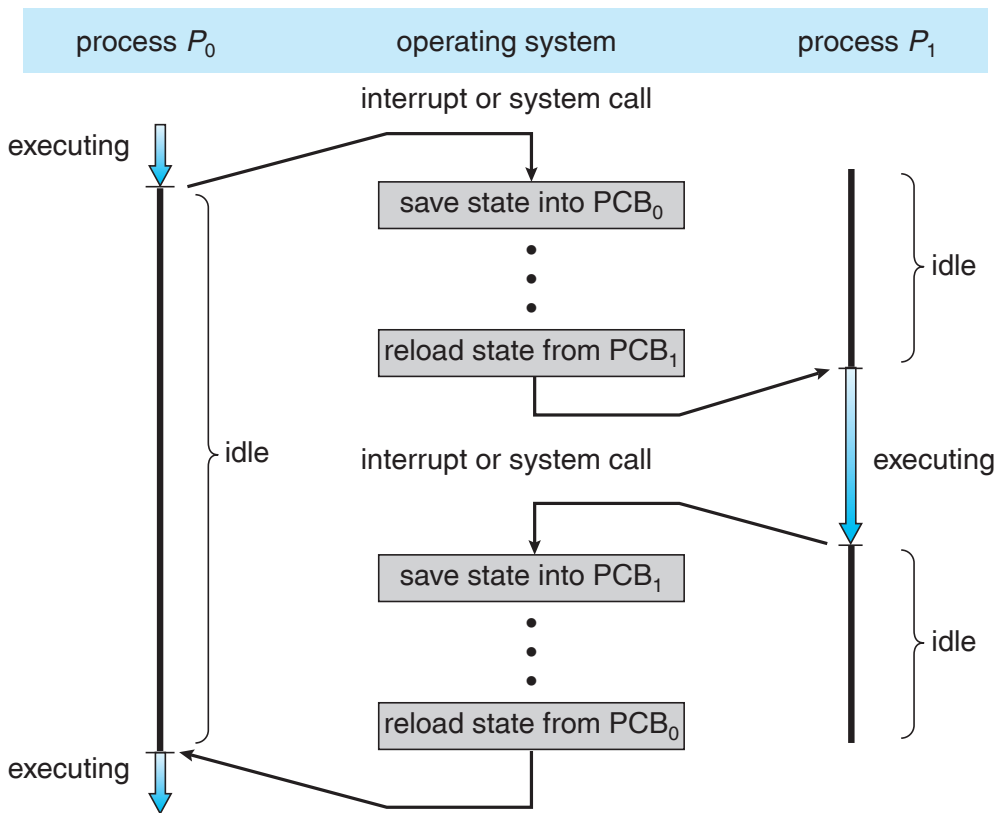 process P₀ operating system process P₁
interrupt or system call
executing
save state into PCB₀
idle
reload state from PCB₁
idle
interrupt or system call
executing
save state into PCB₁
idle
reload state from PCB₀
executing